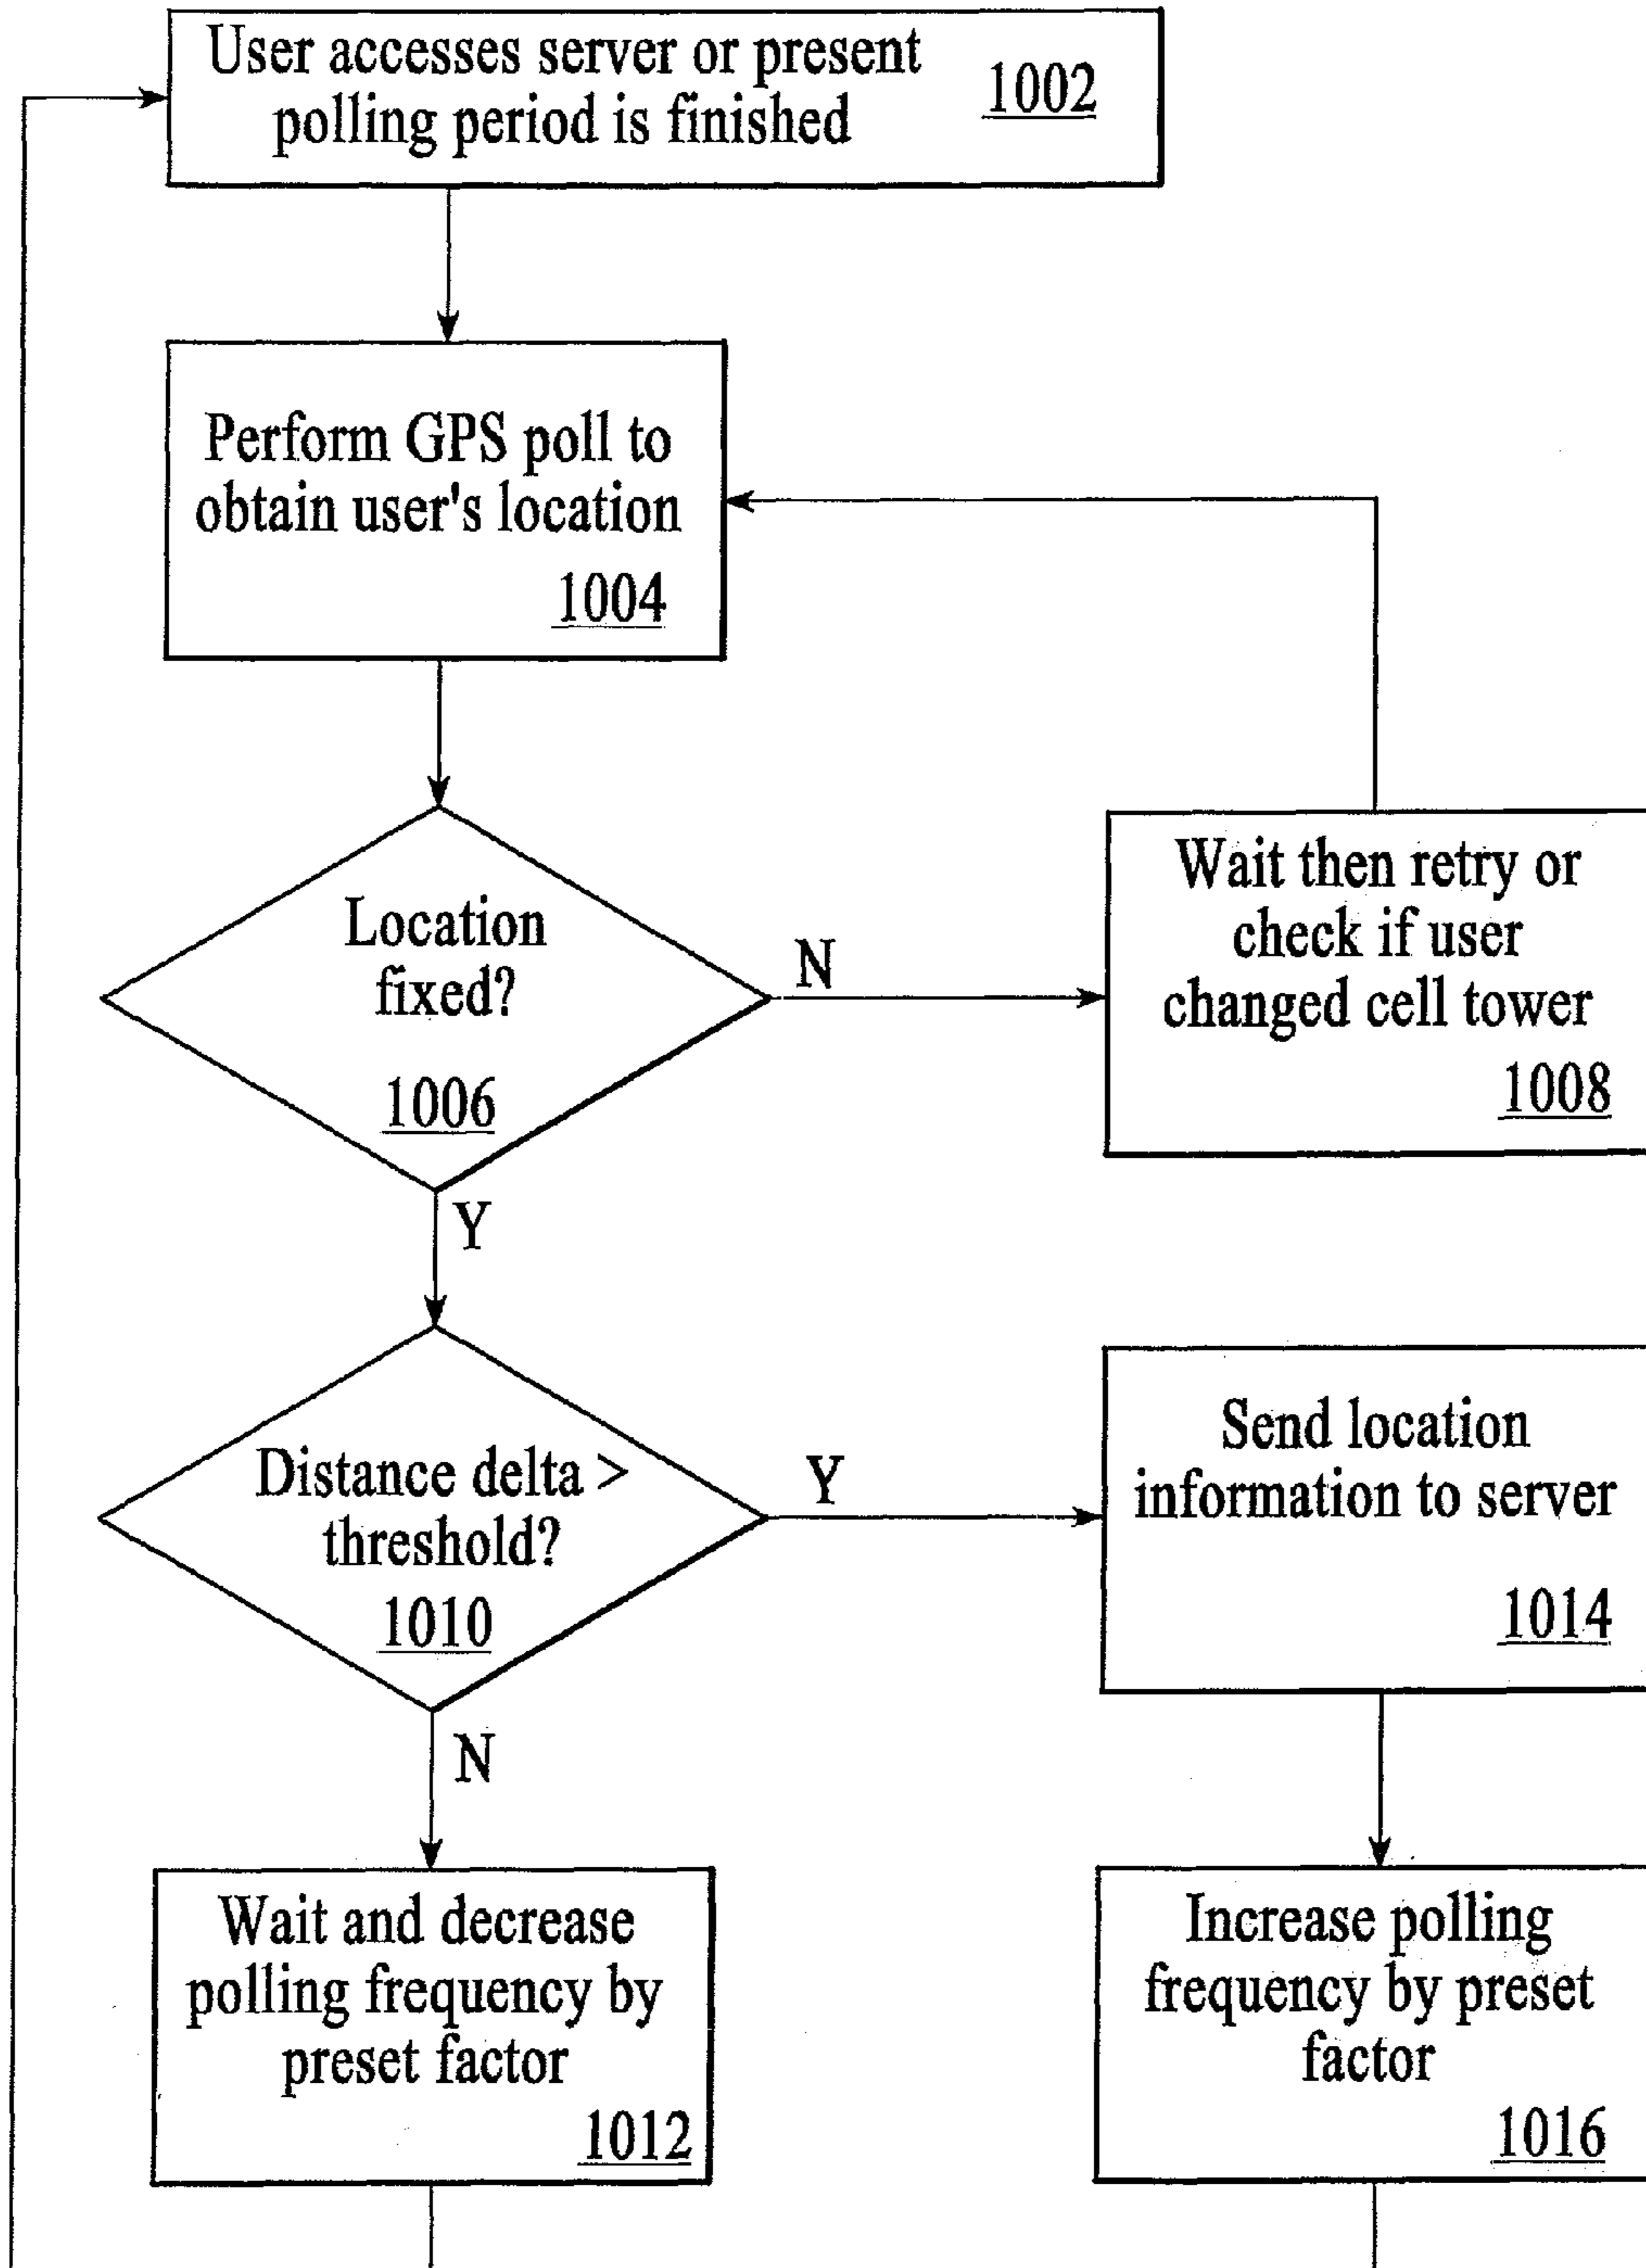 User accesses server or present
polling period is finished
1002
Perform GPS poll to
obtain user's location
1004
Location
fixed?
1006
N
Y
Wait then retry or
check if user
changed cell tower
1008
Distance delta >
threshold?
1010
Y
N
Send location
information to server
1014
Wait and decrease
polling frequency by
preset factor
1012
Increase polling
frequency by preset
factor
1016